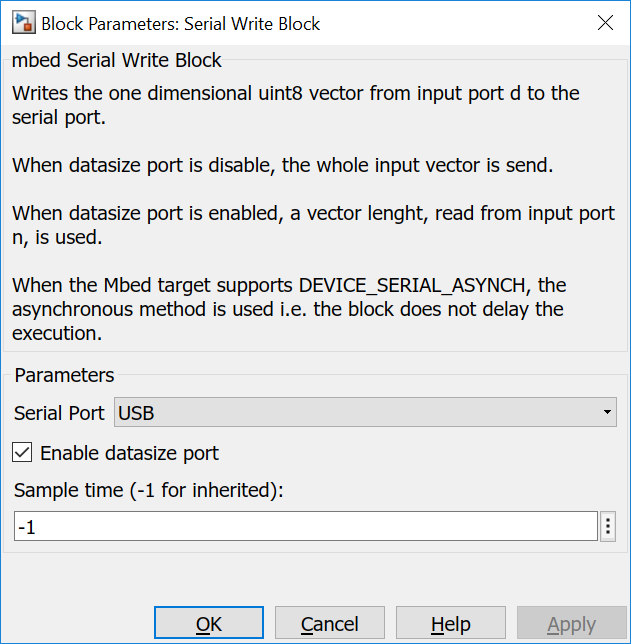 Block Parameters: Serial Write Block
mbed Serial Write Block
Writes the one dimensional uint8 vector from input port d to the
serial port.
When datasize port is disable, the whole input vector is send.
When datasize port is enabled, a vector lenght, read from input port
n, is used.
When the Mbed target supports DEVICE_SERIAL_ASYNCH, the
asynchronous method is used i.e. the block does not delay the
execution.
Parameters
Serial Port USB
Enable datasize port
Sample time (-1 for inherited):
-1
OK Cancel Help Apply